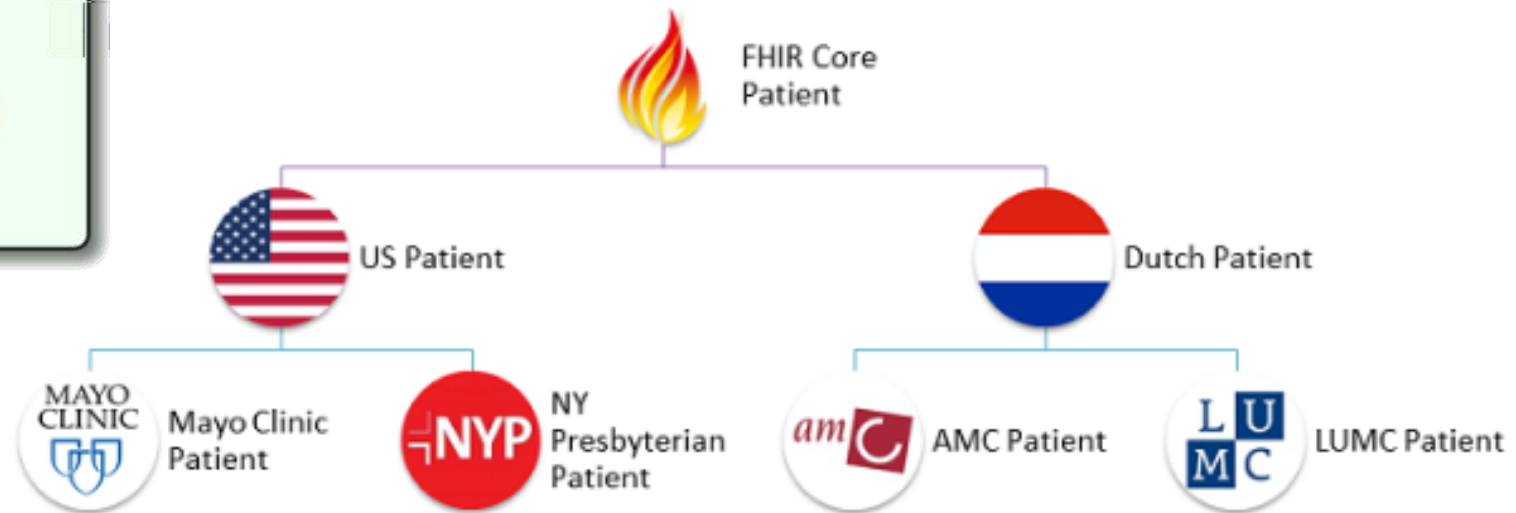 FHIR Core
Patient
US Patient
Dutch Patient
MAYO
CLINIC
Mayo Clinic
Patient
NYP
NY
Presbyterian
Patient
amC
AMC Patient
L U
M C
LUMC Patient